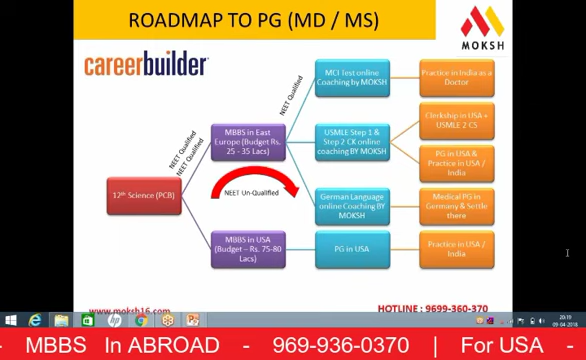 ROADMAP TO PG (MD / MS)
MOKSH
careerbuilder
12th Science (PCB)
NEET Qualified
NEET Qualified
MBBS in East
Europe (Budget Rs.
25 - 35 Lacs)
NEET Un-Qualified
MBBS in USA
(Budget – Rs. 75-80
Lacs)
NEET Qualified
MCI Test online
Coaching by MOKSH
USMLE Step 1 &
Step 2 CK online
coaching BY MOKSH
German Language
online Coaching BY
MOKSH
PG in USA
Practice in India as a
Doctor
Clerkship in USA +
USMLE 2 CS
PG in USA &
Practice in USA /
India
Medical PG in
Germany & Settle
there
Practice in USA /
India
www.moksh16.com
HOTLINE : 9699-360-370
20:19
09-04-2018
- MBBS In ABROAD - 969-936-0370 | For USA -